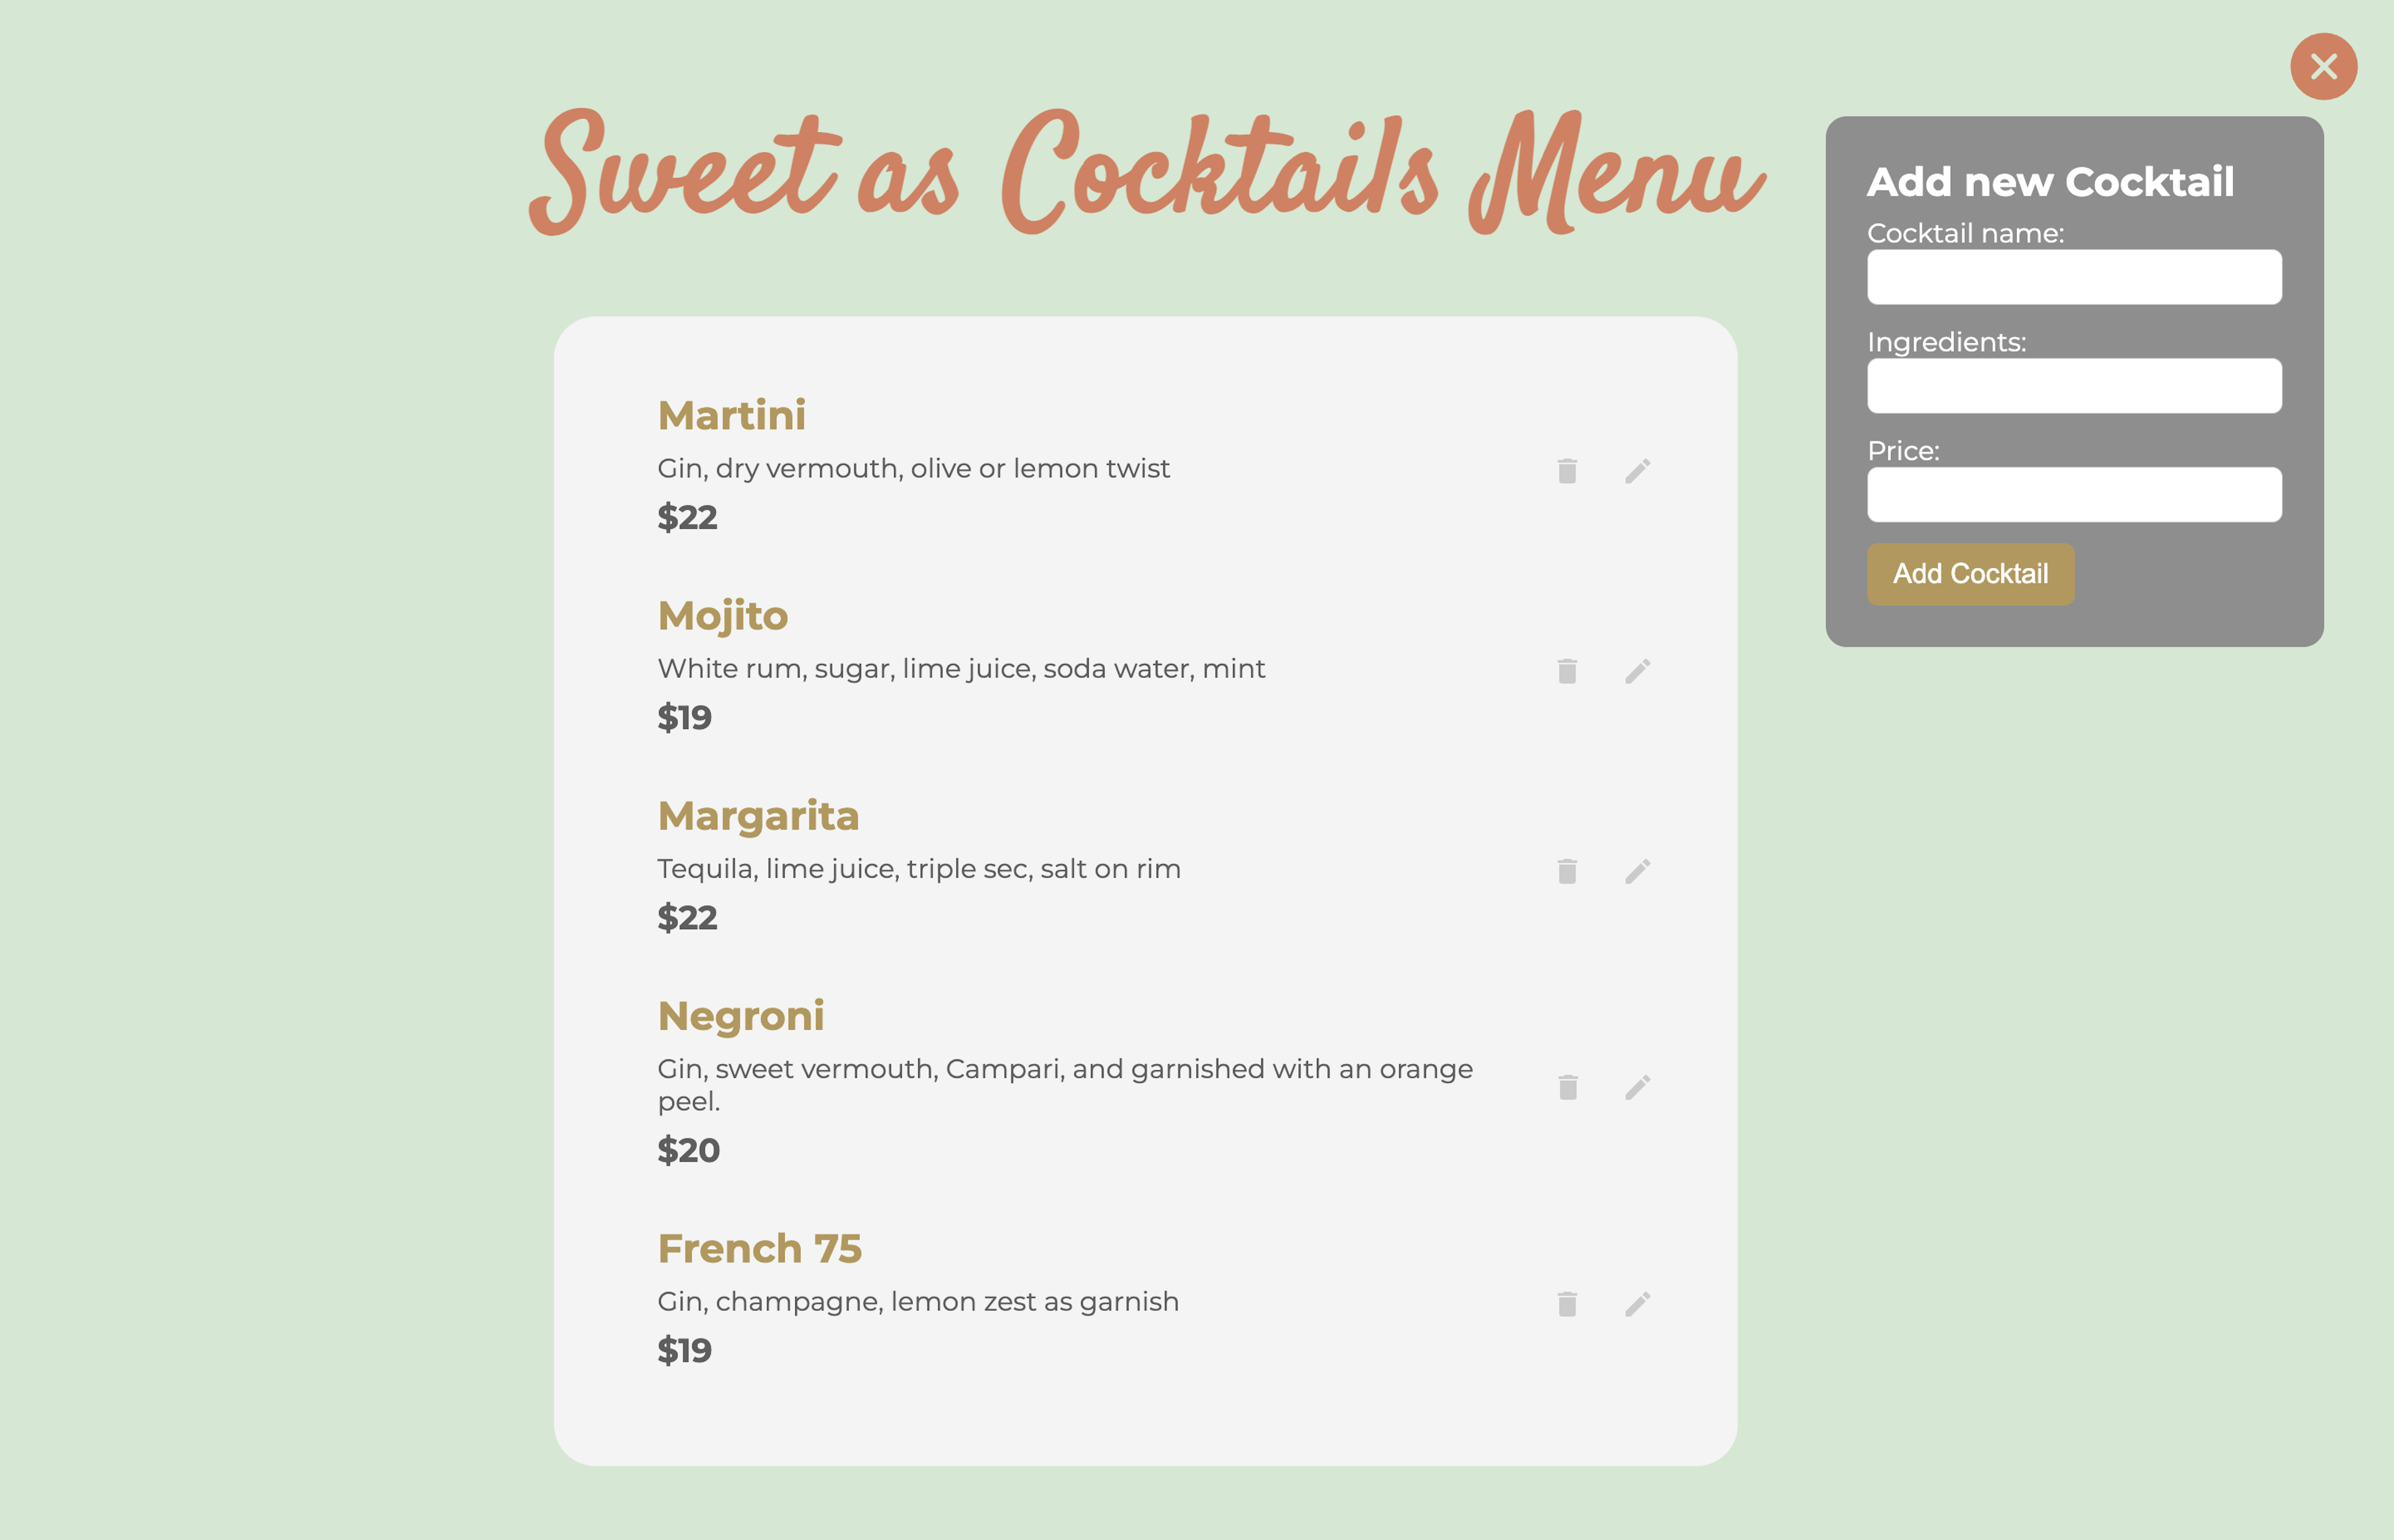 Sweet as Cocktails Menu
Martini
Gin, dry vermouth, olive or lemon twist
$22
Mojito
White rum, sugar, lime juice, soda water, mint
$19
Margarita
Tequila, lime juice, triple sec, salt on rim
$22
Negroni
Gin, sweet vermouth, Campari, and garnished with an orange
peel.
$20
French 75
Gin, champagne, lemon zest as garnish
$19
Add new Cocktail
Cocktail name:
Ingredients:
Price:
Add Cocktail